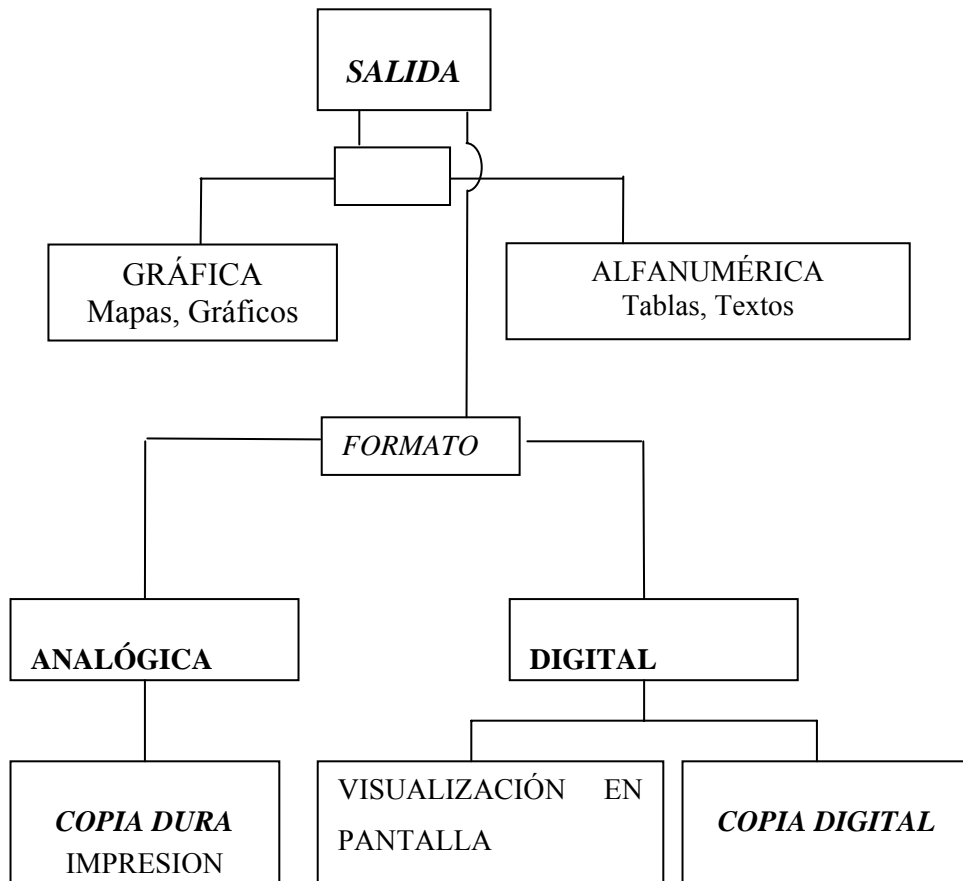 SALIDA
GRÁFICA
Mapas, Gráficos
ALFANUMÉRICA
Tablas, Textos
FORMATO
ANALÓGICA
DIGITAL
COPIA DURA
IMPRESION
VISUALIZACIÓN EN
PANTALLA
COPIA DIGITAL